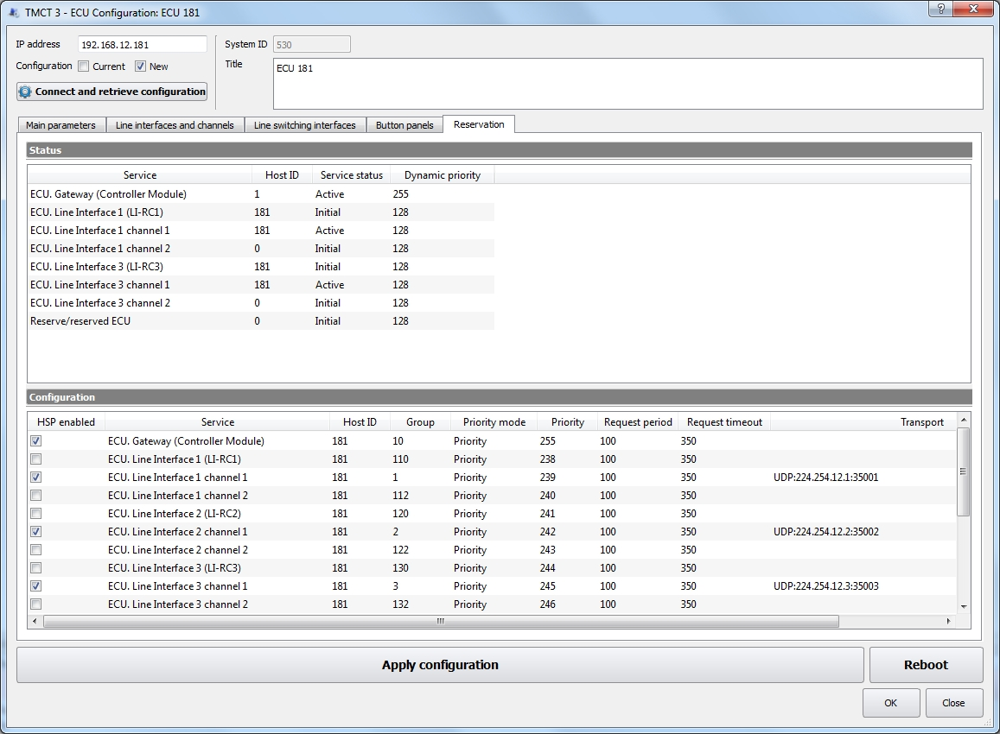 TMCT 3 - ECU Configuration: ECU 181
IP address 192.168.12.181 System ID 530
Configuration Current New Title ECU 181
Connect and retrieve configuration
Main parameters Line interfaces and channels Line switching interfaces Button panels Reservation
Status
Service Host ID Service status Dynamic priority
ECU. Gateway (Controller Module) 1 Active 255
ECU. Line Interface 1 (LI-RC1) 181 Initial 128
ECU. Line Interface 1 channel 1 181 Active 128
ECU. Line Interface 1 channel 2 0 Initial 128
ECU. Line Interface 3 (LI-RC3) 181 Initial 128
ECU. Line Interface 3 channel 1 181 Active 128
ECU. Line Interface 3 channel 2 0 Initial 128
Reserve/reserved ECU 0 Initial 128
Configuration
HSP enabled Service Host ID Group Priority mode Priority Request period Request timeout Transport
ECU. Gateway (Controller Module) 181 10 Priority 255 100 350
ECU. Line Interface 1 (LI-RC1) 181 110 Priority 238 100 350
ECU. Line Interface 1 channel 1 181 1 Priority 239 100 350 UDP:224.254.12.1:35001
ECU. Line Interface 1 channel 2 181 112 Priority 240 100 350
ECU. Line Interface 2 (LI-RC2) 181 120 Priority 241 100 350
ECU. Line Interface 2 channel 1 181 2 Priority 242 100 350 UDP:224.254.12.2:35002
ECU. Line Interface 2 channel 2 181 122 Priority 243 100 350
ECU. Line Interface 3 (LI-RC3) 181 130 Priority 244 100 350
ECU. Line Interface 3 channel 1 181 3 Priority 245 100 350 UDP:224.254.12.3:35003
ECU. Line Interface 3 channel 2 181 132 Priority 246 100 350
Apply configuration Reboot
OK Close